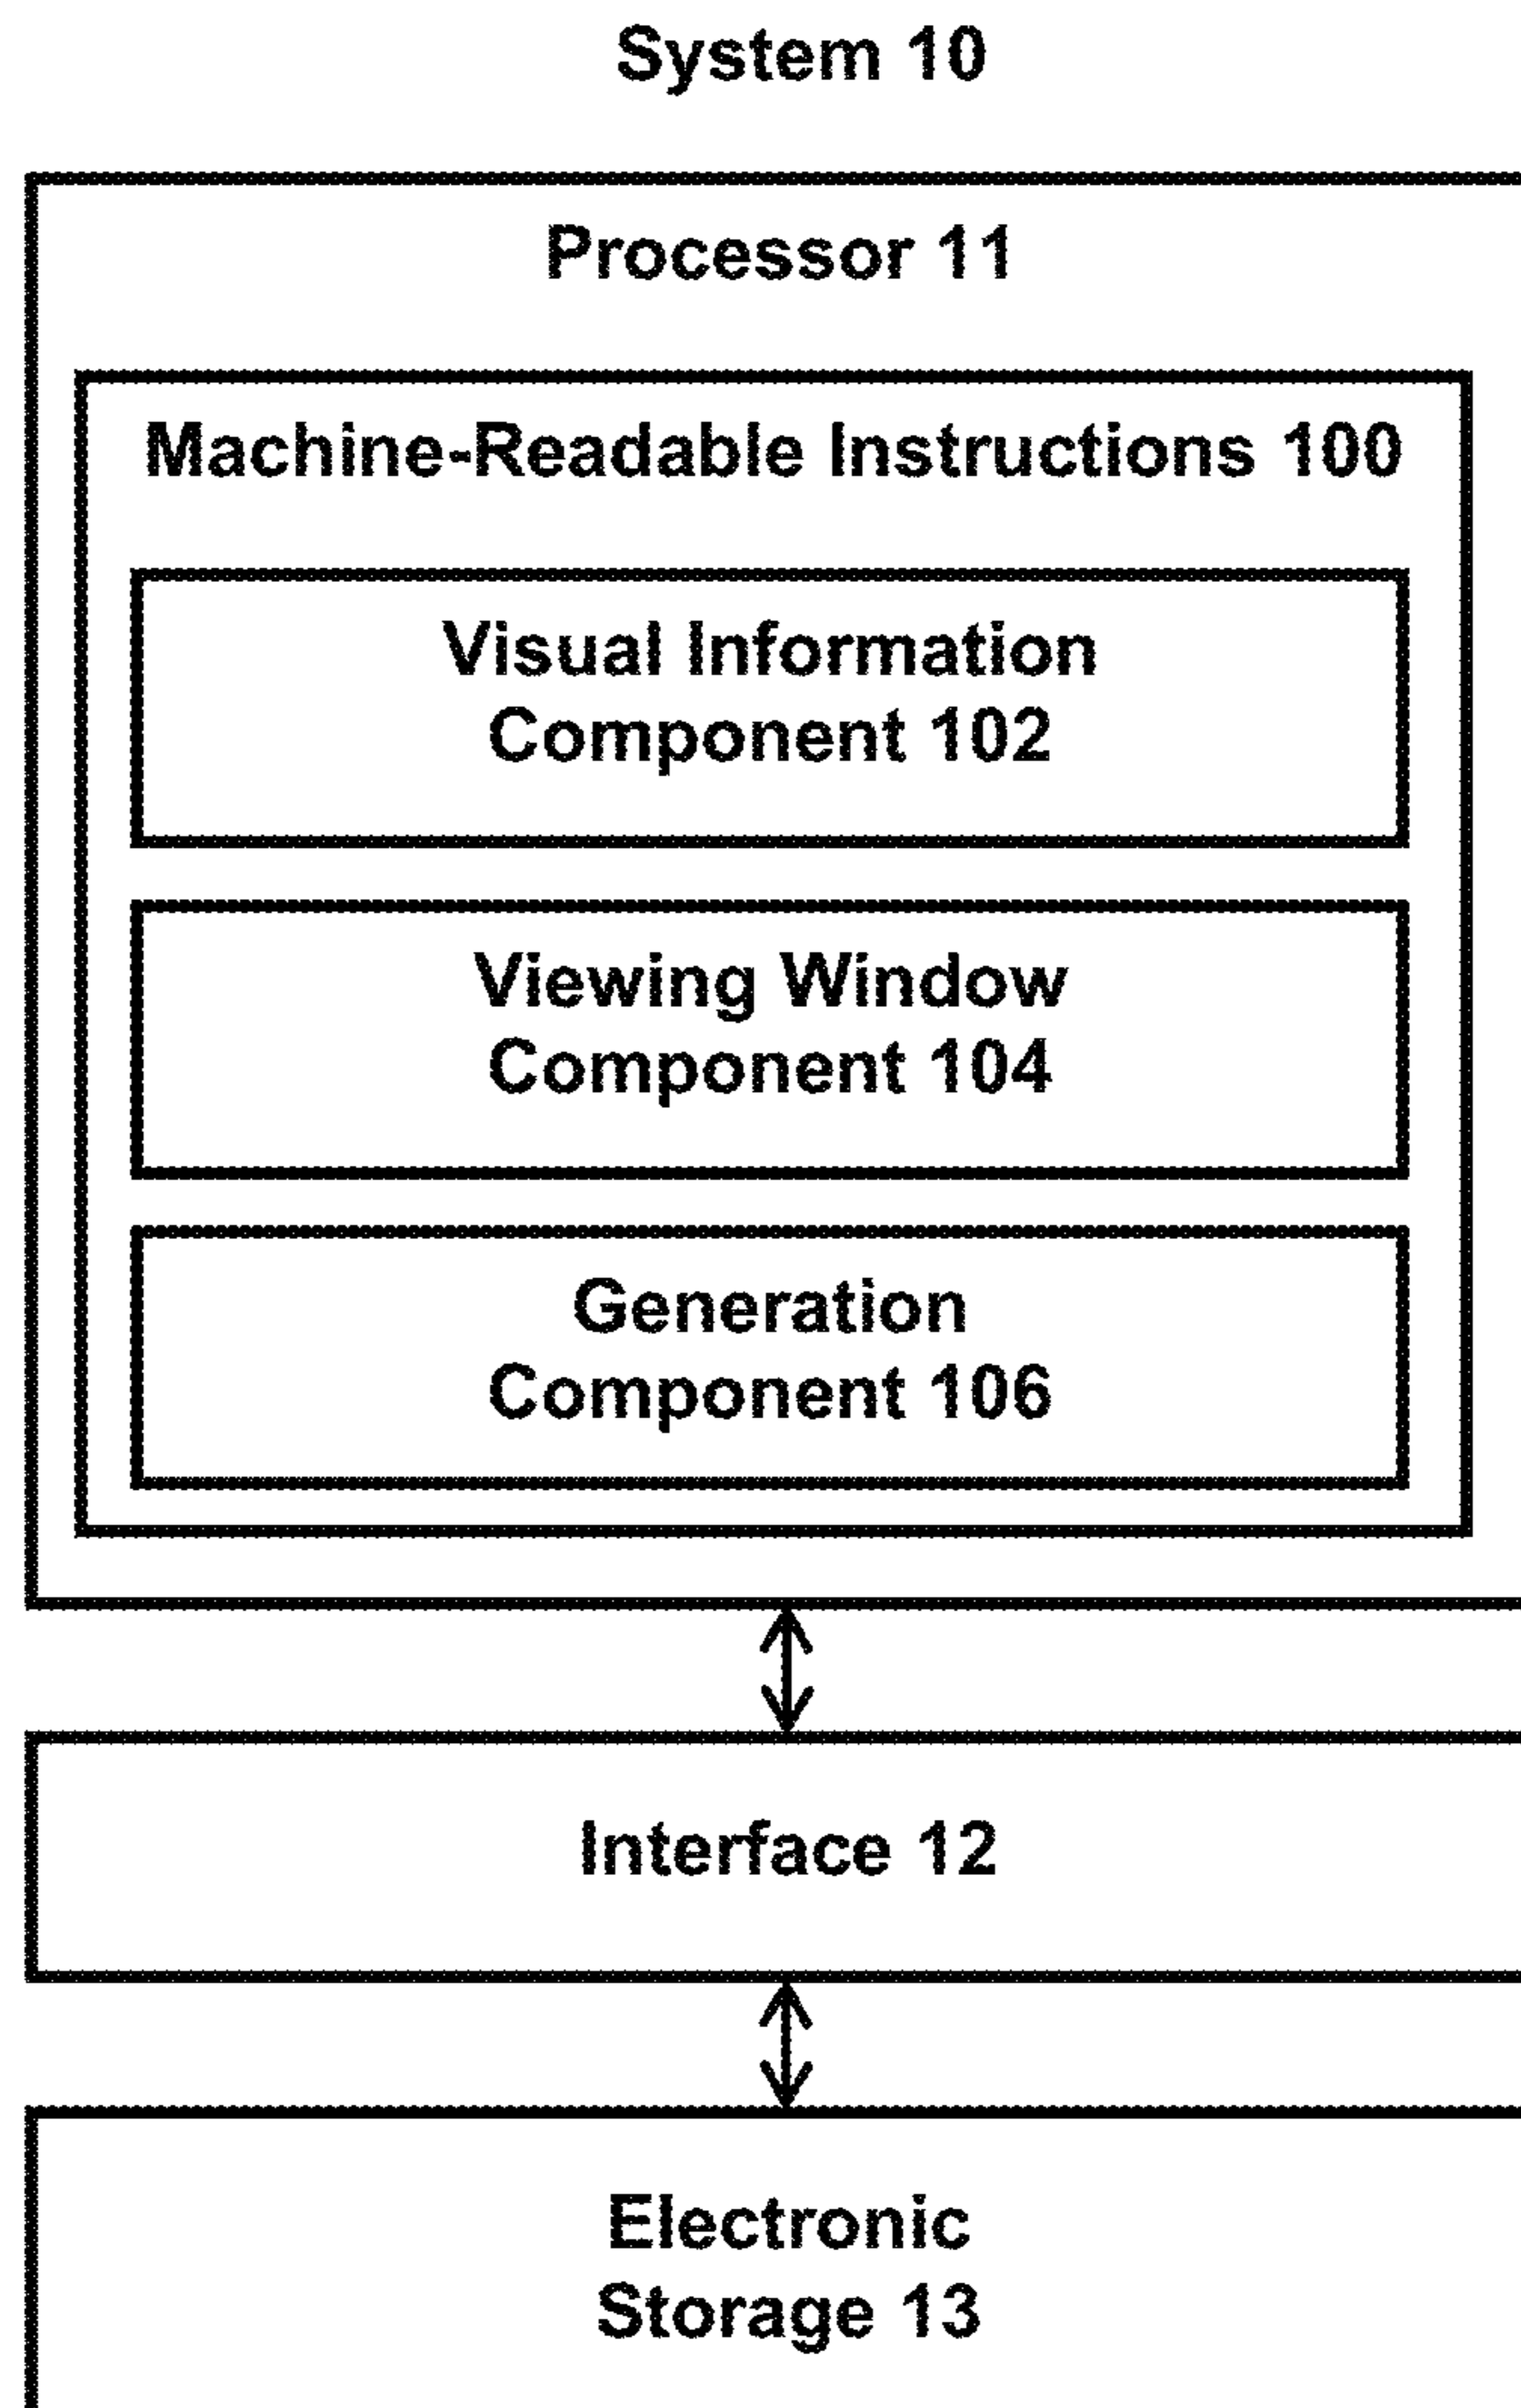 System 10
Processor 11
Machine-Readable Instructions 100
Visual Information
Component 102
Viewing Window
Component 104
Generation
Component 106
Interface 12
Electronic
Storage 13